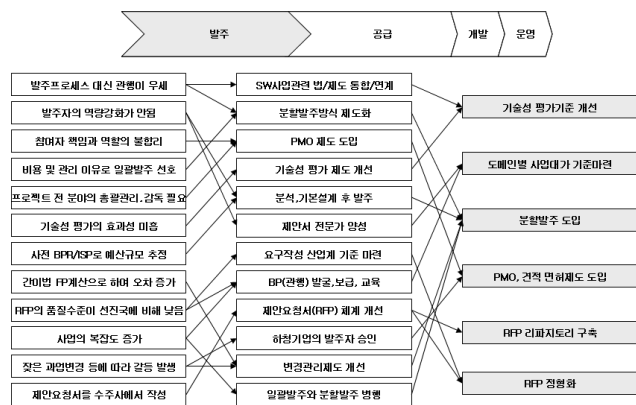 발주
공급
개발
운영
발주프로세스 대신 관행이 우세
발주자의 역량강화가 안됨
참여자 책임과 역할의 불합리
비용 및 관리 이유로 일괄발주 선호
프로젝트 전 분야의 총괄관리.감독 필요
기술성 평가의 효과성 미흡
사전 BPR/ISP로 예산규모 추정
간이법 FP계산으로 하여 오차 증가
RFP의 품질수준이 선진국에 비해 낮음
사업의 복잡도 증가
잦은 과업변경 등에 따라 갈등 발생
제안요청서를 수주사에서 작성
SW사업관련 법/제도 통합/연계
분할발주방식 제도화
PMO 제도 도입
기술성 평가 제도 개선
분석,기본설계 후 발주
제안서 전문가 양성
요구작성 산업계 기준 마련
BP(관행) 발굴,보급, 교육
제안요청서(RFP) 체계 개선
하청기업의 발주자 승인
변경관리제도 개선
일괄발주와 분할발주 병행
기술성 평가기준 개선
도메인별 사업대가 기준마련
분할발주 도입
PMO, 견적 면허제도 도입
RFP 리파지토리 구축
RFP 정형화